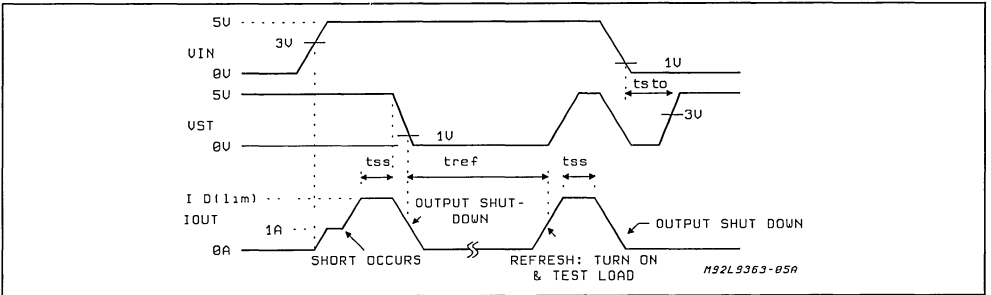 5V
3V
VIN
1V
0V
tsto
5V
3V
VST
1V
0V
tss
tref
tss
I D(lim)
OUTPUT SHUT-
DOWN
IOUT
OUTPUT SHUT DOWN
1A
0A
SHORT OCCURS
REFRESH: TURN ON
& TEST LOAD
M92L9363-05A